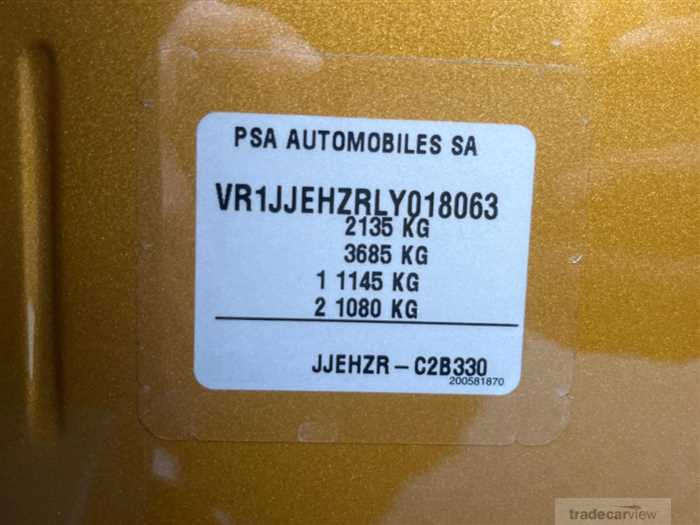 PSA AUTOMOBILES SA
VR1JJEHZRLY018063
2135 KG
3685 KG
1 1145 KG
2 1080 KG
JJEHZR – C2B330
200581870
tradecarview